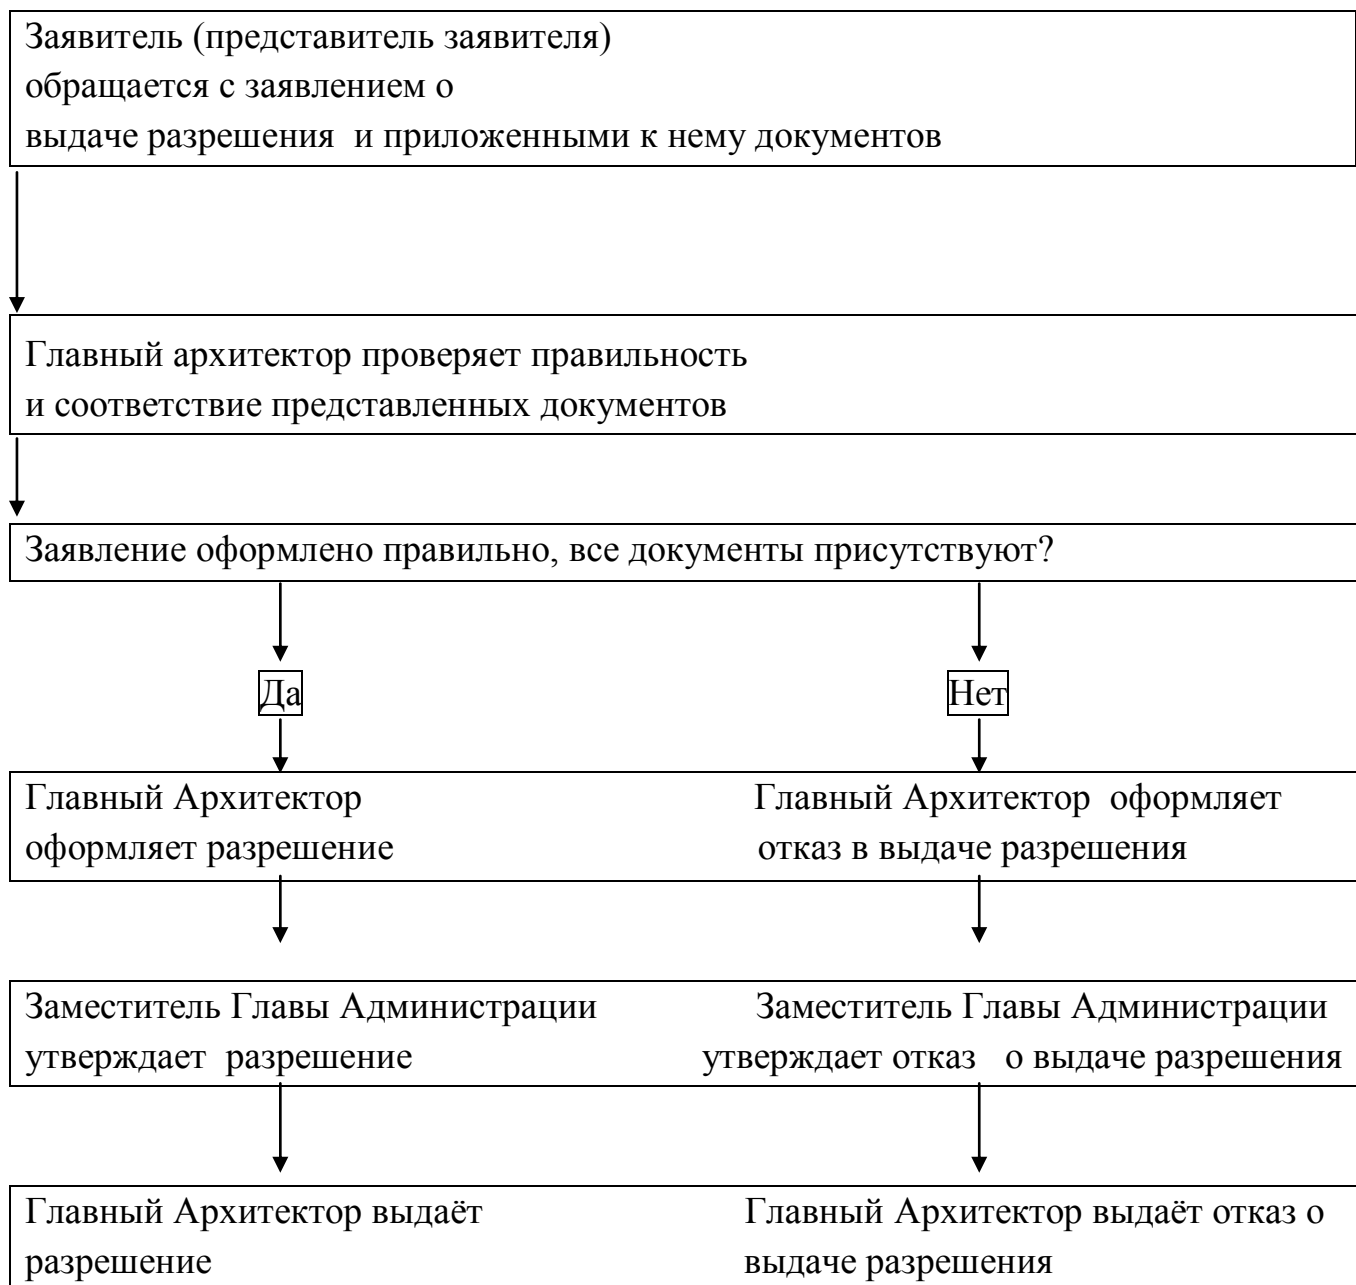 Заявитель (представитель заявителя)
обращается с заявлением о
выдаче разрешения  и приложенными к нему документов
Главный архитектор проверяет правильность
и соответствие представленных документов
Заявление оформлено правильно, все документы присутствуют?
Да
Нет
Главный Архитектор
оформляет разрешение
Главный Архитектор  оформляет
отказ в выдаче разрешения
Заместитель Главы Администрации
утверждает  разрешение
Заместитель Главы Администрации
утверждает отказ   о выдаче разрешения
Главный Архитектор выдаёт
разрешение
Главный Архитектор выдаёт отказ о
выдаче разрешения